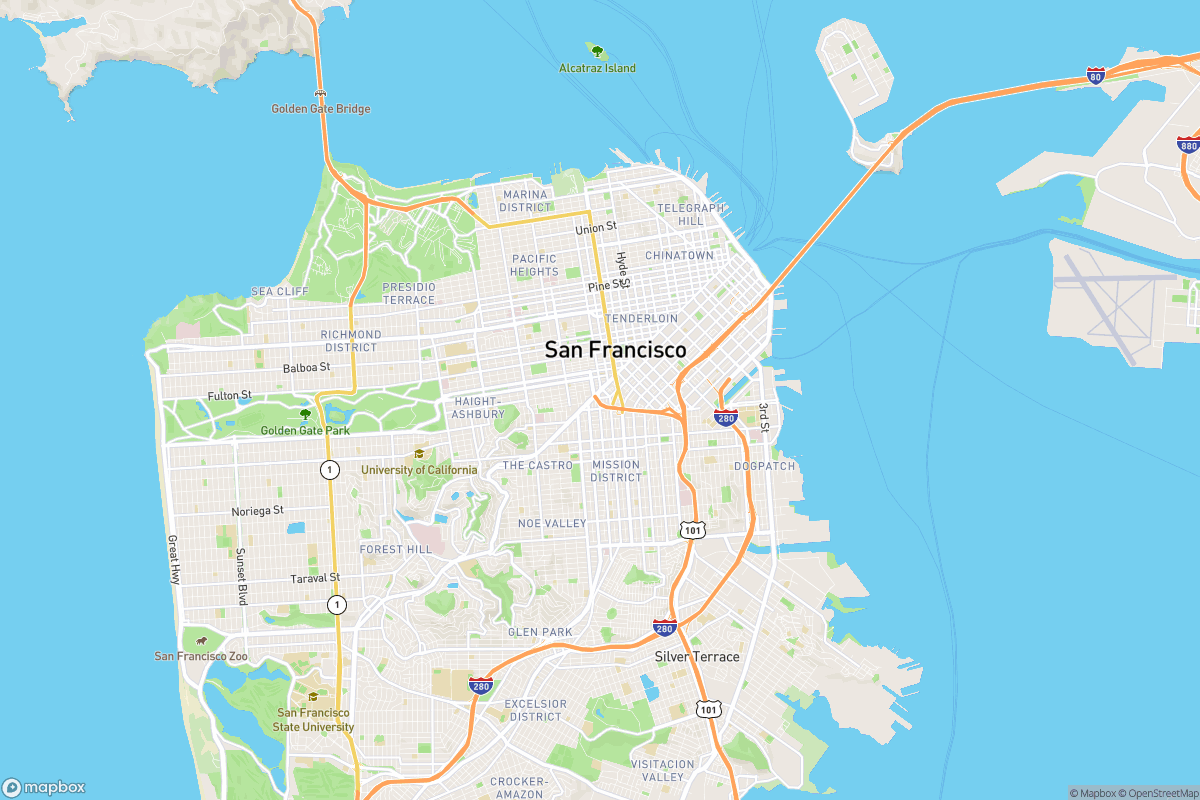 Alcatraz Island
80
Golden Gate Bridge
880
MARINA
DISTRICT
TELEGRAPH
HILL
Union St
Hyde St
CHINATOWN
PACIFIC
HEIGHTS
Pine St
SEA CLIFF
PRESIDIO
TERRACE
TENDERLOIN
RICHMOND
DISTRICT
San Francisco
Balboa St
Fulton St
HAIGHT-
ASHBURY
Golden Gate Park
280
3rd St
1
University of California
THE CASTRO
MISSION
DISTRICT
DOGPATCH
Noriega St
NOE VALLEY
101
Great Hwy
Sunset Blvd
FOREST HILL
Taraval St
1
280
GLEN PARK
San Francisco Zoo
Silver Terrace
280
San Francisco
State University
EXCELSIOR
DISTRICT
101
VISITACION
VALLEY
CROCKER-
AMAZON
mapbox
© Mapbox © OpenStreetMap